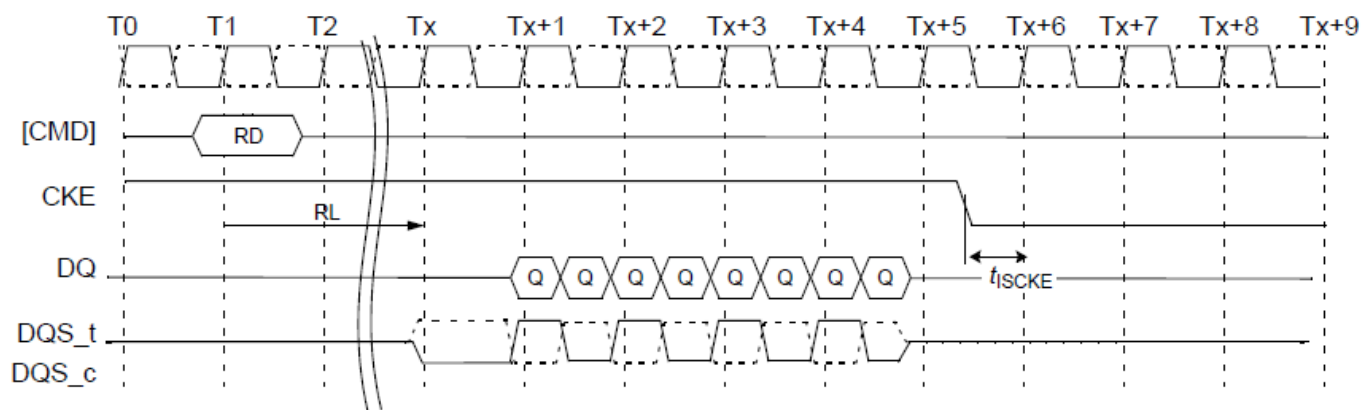 T0 T1 T2 Tx Tx+1 Tx+2 Tx+3 Tx+4 Tx+5 Tx+6 Tx+7 Tx+8 Tx+9
[CMD] RD
CKE
RL
DQ Q Q Q Q Q Q Q Q tISCKE
DQS_t
DQS_c